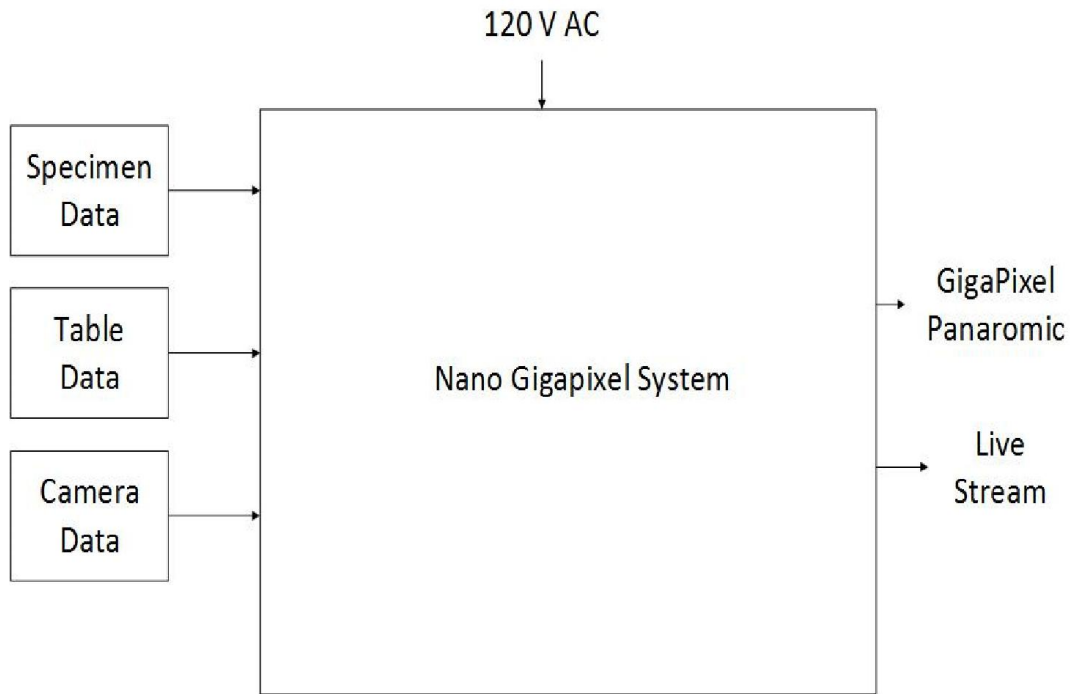 120 V AC
Specimen
Data
Table
Data
Camera
Data
Nano Gigapixel System
GigaPixel
Panaromic
Live
Stream